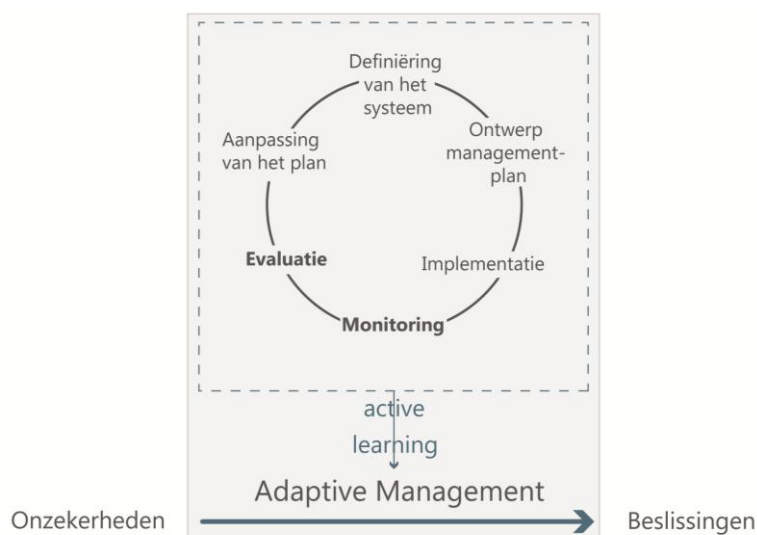 Definiëring
van het
systeem
Ontwerp
management-
plan
Implementatie
Monitoring
Evaluatie
Aanpassing
van het plan
active
learning
Adaptive Management
Onzekerheden
Beslissingen